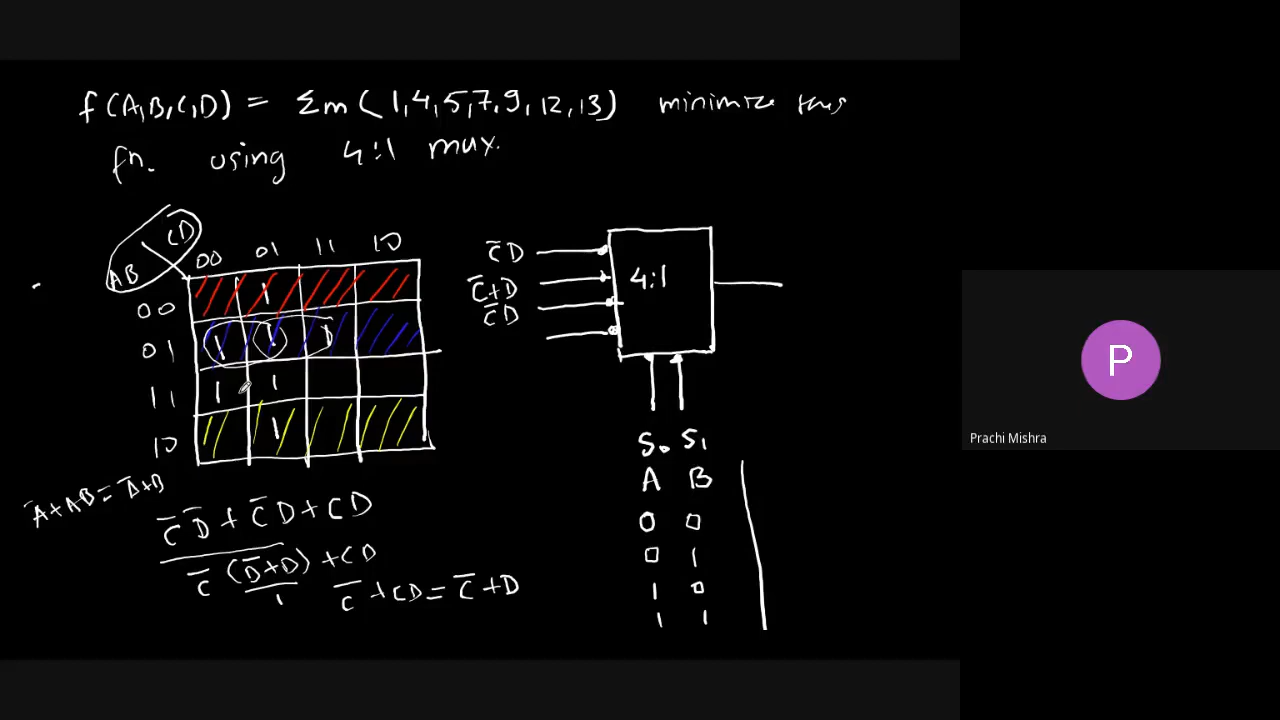 f(A,B,C,D) = Σm ( 1,4,5,7,9,12,13) minimize this
fn. using 4:1 mux.
AB CD
00 01 11 10
00 1
01 1 1 1
11 1 1
10 1
C̅D
C̅+D
C̅D
4:1
S₀ S₁
A B
0 0
0 1
1 0
1 1
A̅+AB = A̅+B
C̅D̅ + C̅D + CD
C̅ (D̅+D) + CD
1
C̅ + CD = C̅ + D
P
Prachi Mishra